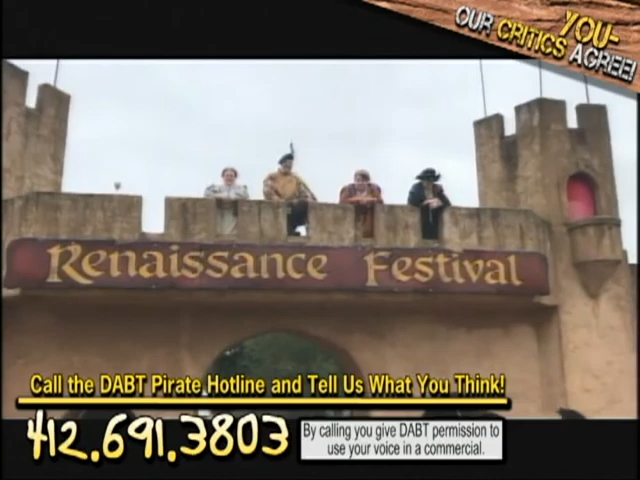 YOU-
OUR CRITICS AGREE!
Renaissance Festival
Call the DABT Pirate Hotline and Tell Us What You Think!
412.691.3803
By calling you give DABT permission to
use your voice in a commercial.